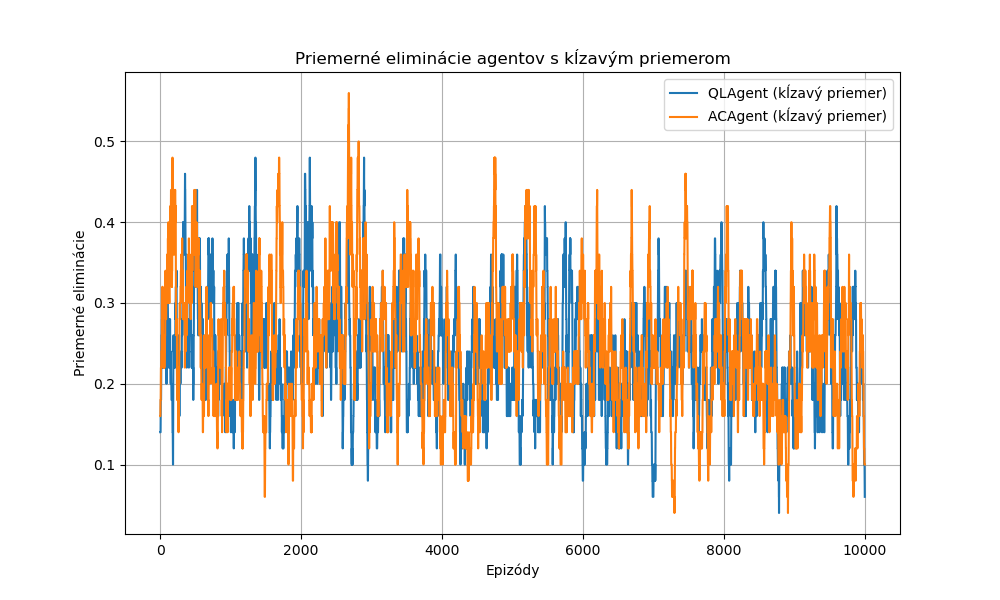 Priemerné eliminácie agentov s kĺzavým priemerom
QLAgent (kĺzavý priemer)
ACAgent (kĺzavý priemer)
Priemerné eliminácie
0.5
0.4
0.3
0.2
0.1
0 2000 4000 6000 8000 10000
Epizódy